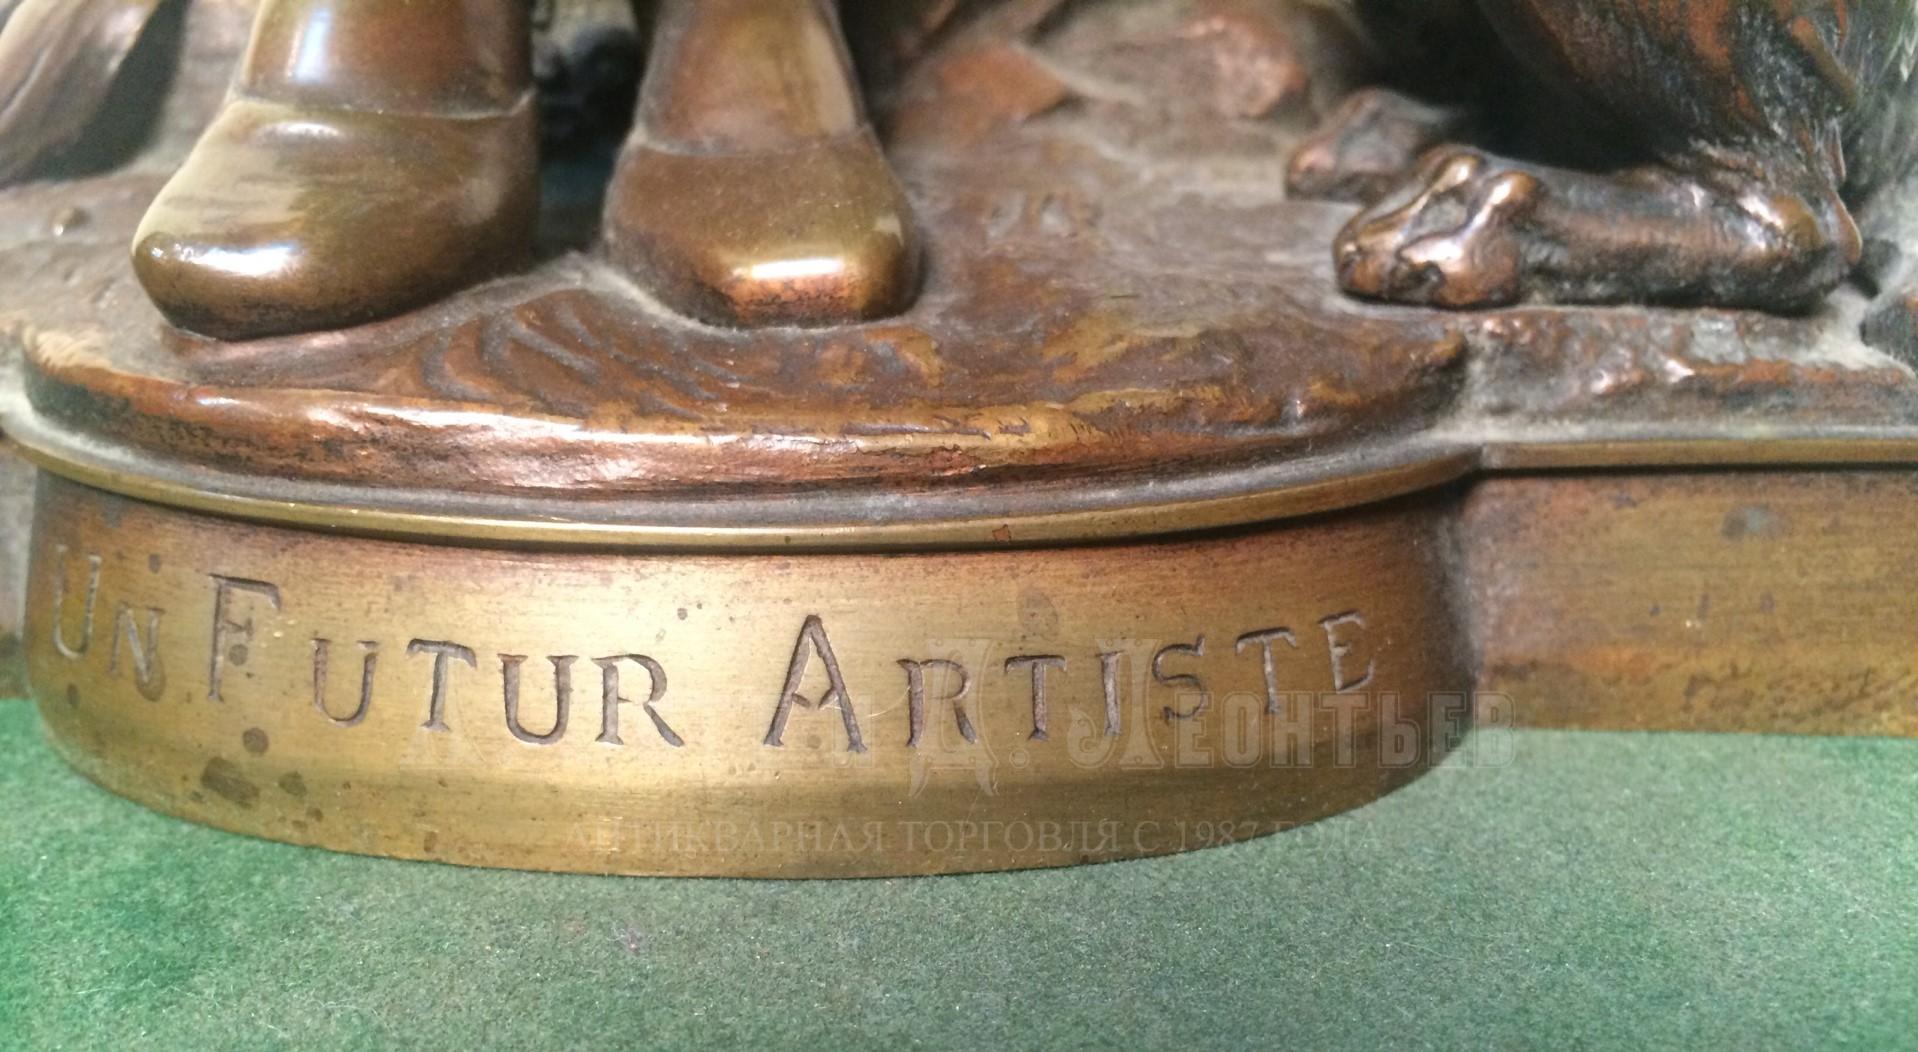 UN FUTUR ARTISTE
Д. ЛЕОНТЬЕВ
АНТИКВАРНАЯ ТОРГОВЛЯ С 1987 ГОДА